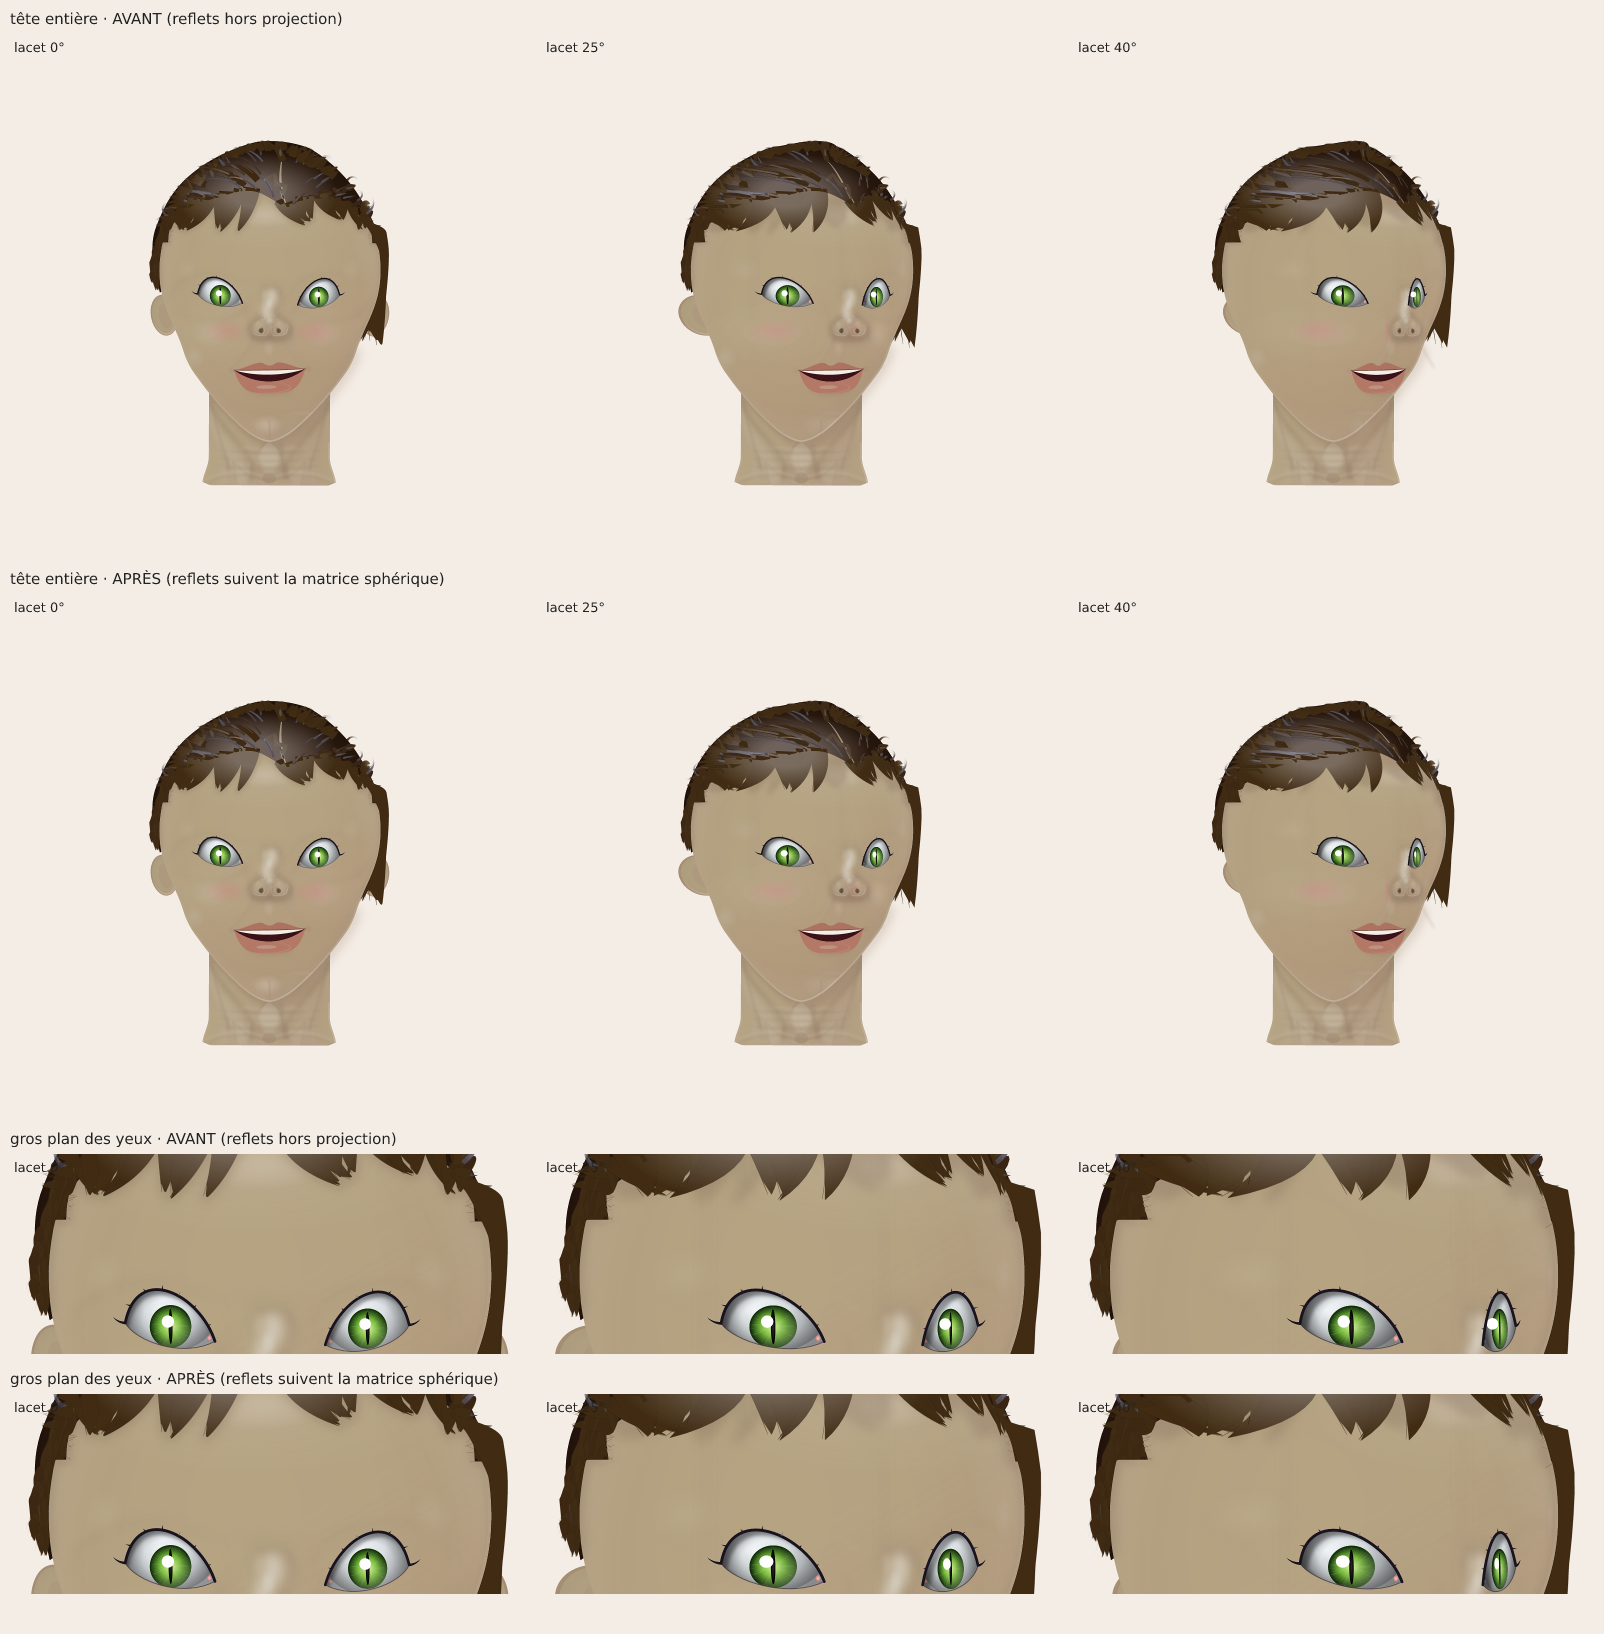 tête entière · AVANT (reflets hors projection)
lacet 0° lacet 25° lacet 40°
tête entière · APRÈS (reflets suivent la matrice sphérique)
lacet 0° lacet 25° lacet 40°
gros plan des yeux · AVANT (reflets hors projection)
lacet lacet lacet
gros plan des yeux · APRÈS (reflets suivent la matrice sphérique)
lacet lacet lacet